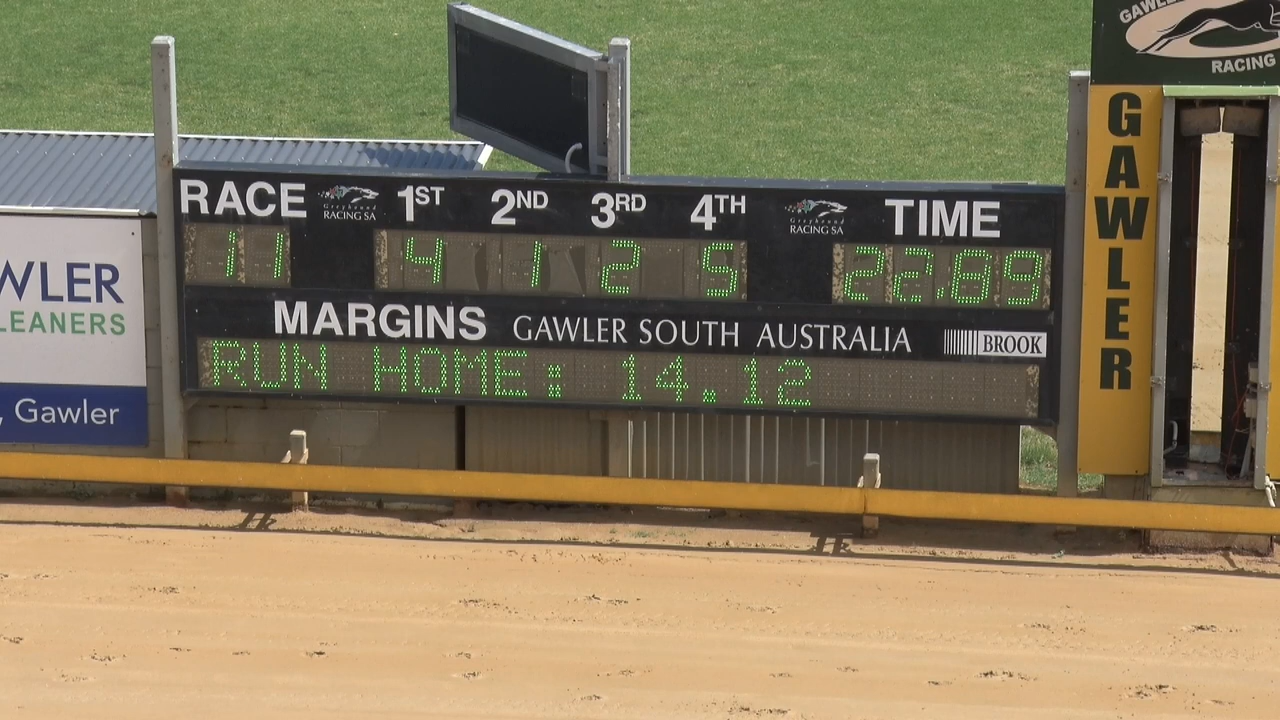 GAWLER
RACING
RACE
Greyhound
RACING SA
1ST 2ND 3RD 4TH
Greyhound
RACING SA
TIME
11 4 1 2 5 22.89
MARGINS GAWLER SOUTH AUSTRALIA BROOK
RUN HOME: 14.12
WLER
LEANERS
, Gawler
GAWLER